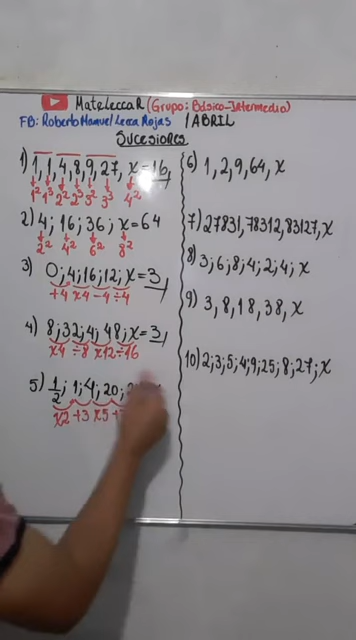 MateleccaR (Grupo: Básico-Intermedia)
FB: Roberto Manuel Lecca Rojas / ABRIL
Sucesiones
1) 1,1,4,8,9,27, x=16
1² 1³ 2² 2³ 3² 3³ 4²
2) 4; 16; 36; x=64
2² 4² 6² 8²
3) 0;4;16;12; x=3
+4 x4 -4 ÷4
4) 8;32;4;48;x=3
x4 ÷8 x12 ÷16
5) 1/2; 1; 4; 20;
x2 +3 x5
6) 1,2,9,64,x
7) 27831,78312,83127,x
8) 3;6;8;4;2;4;x
9) 3,8,18,38,x
10) 2;3;5;4;9;25;8;27;x